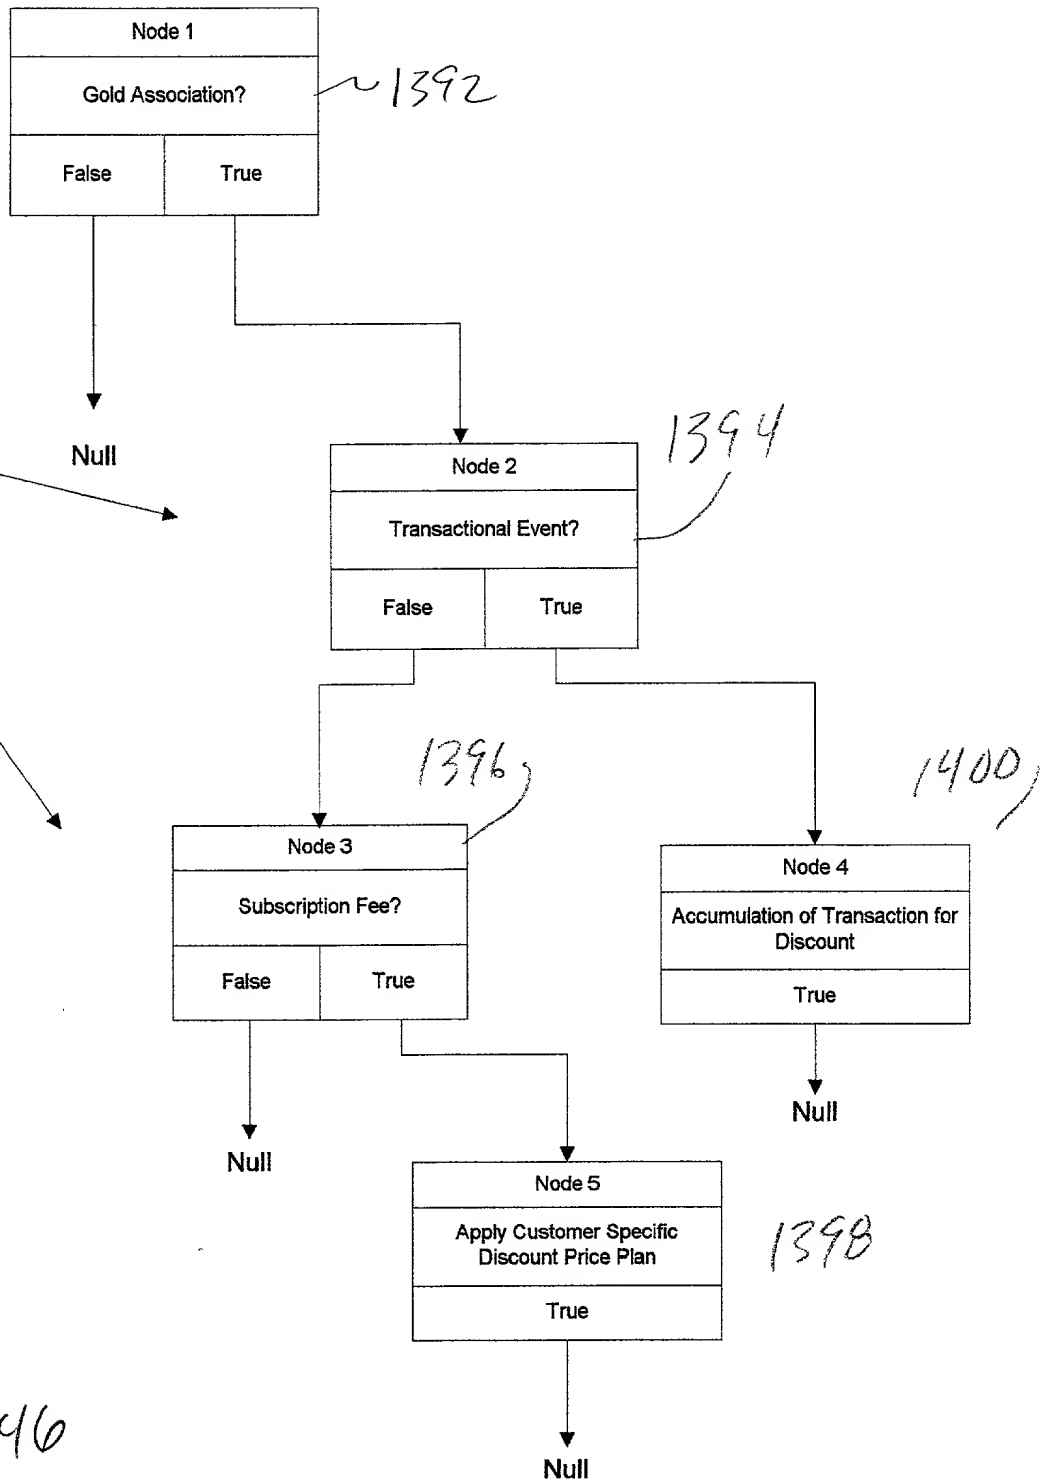 Node 1
Gold Association?
1392
False
True
Null
1394
Node 2
Transactional Event?
False
True
1396
1400
Node 3
Subscription Fee?
False
True
Node 4
Accumulation of Transaction for
Discount
True
Null
Null
Node 5
Apply Customer Specific
Discount Price Plan
True
1398
Null
46